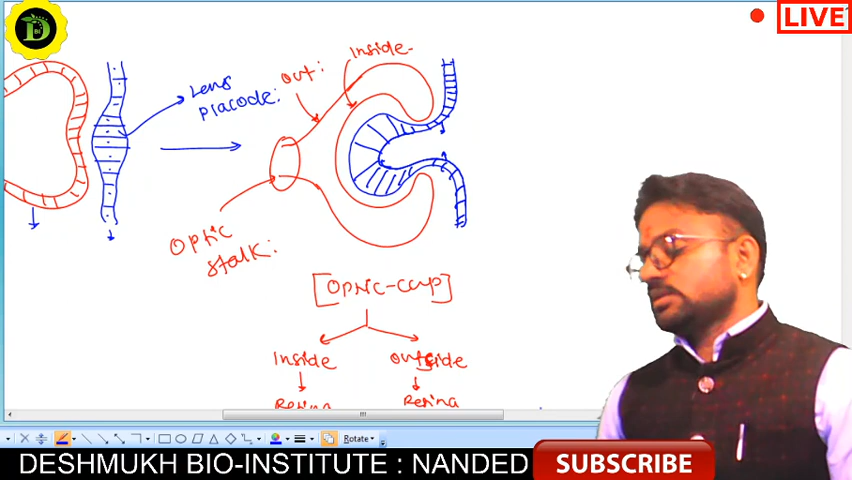 D
LIVE
Lens
placode:
out:
Inside-
Optic
stalk:
[OPtic-cup]
Inside
outside
Retina
Retina
Rotate
DESHMUKH BIO-INSTITUTE : NANDED
SUBSCRIBE